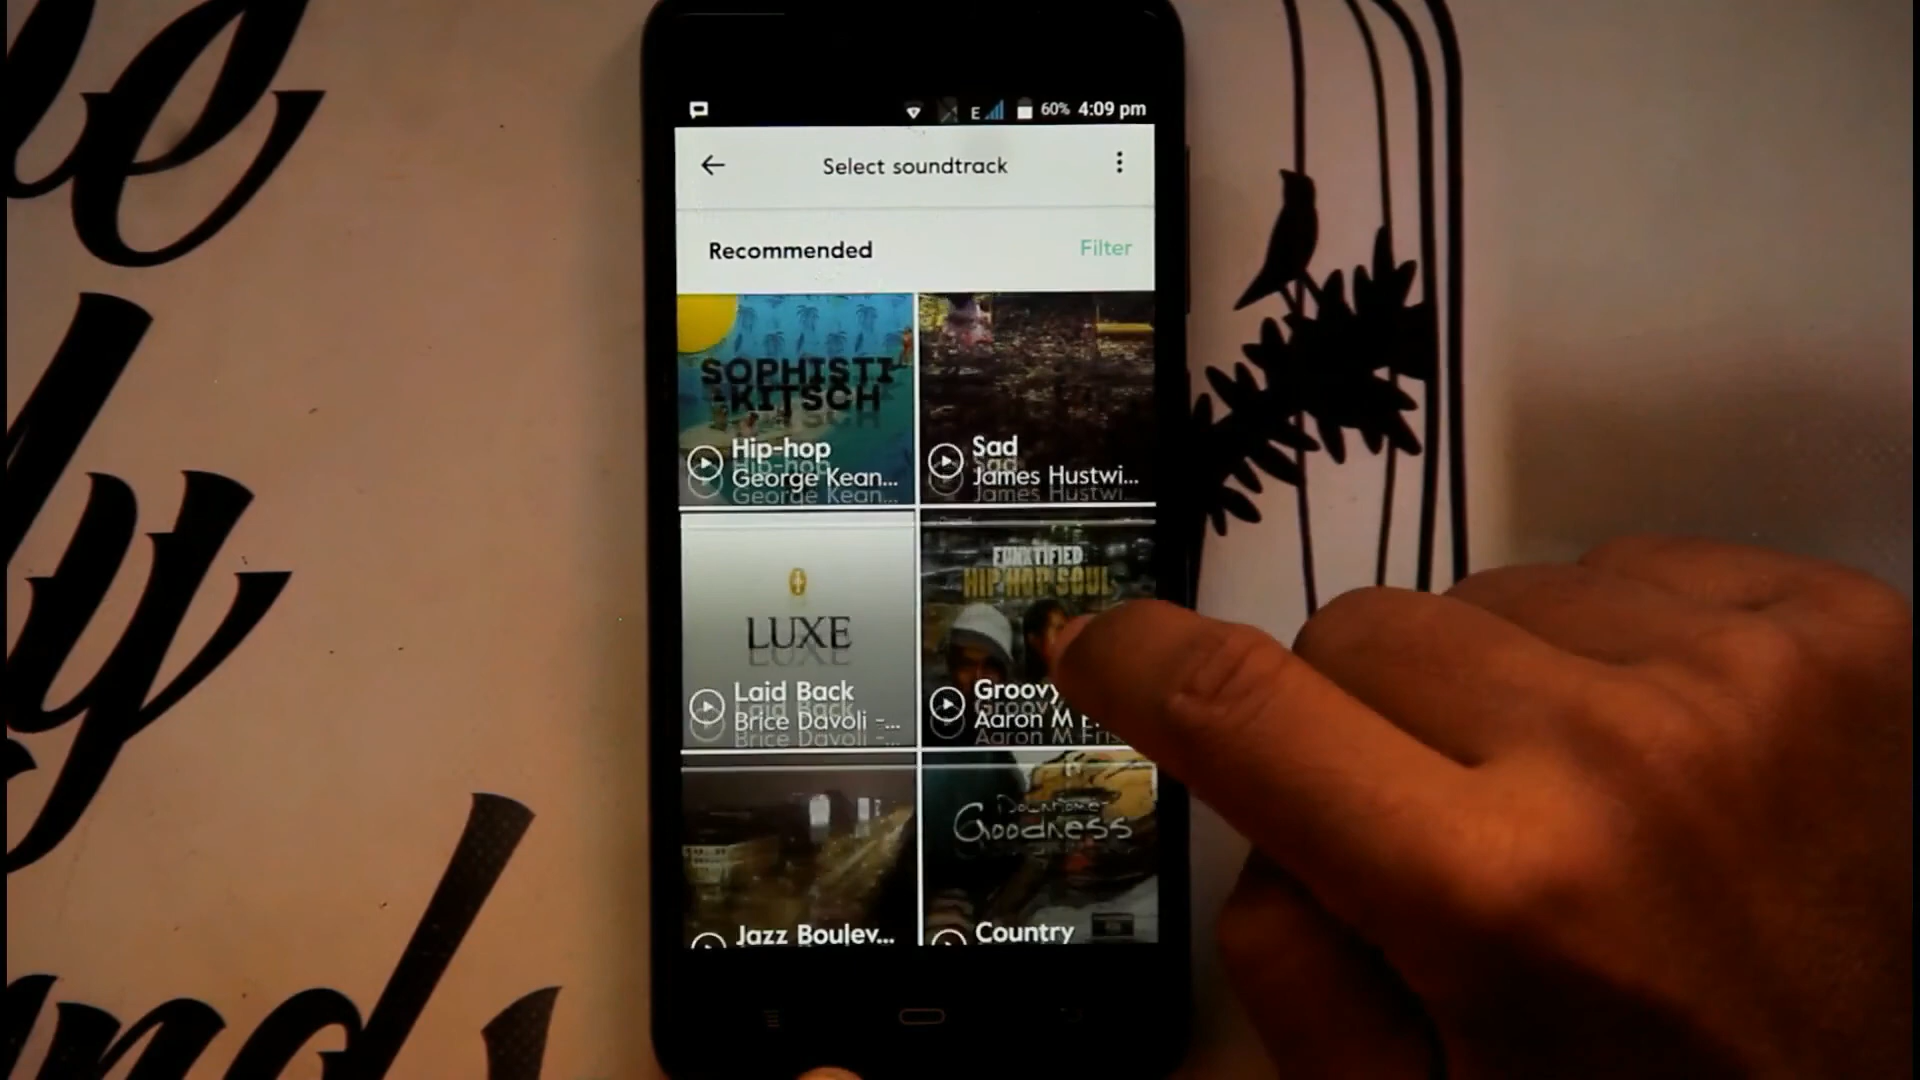 E 60% 4:09 pm
Select soundtrack
Recommended
Filter
SOPHISTI
-KITSCH
Hip-hop
George Kean...
Sad
James Hustwi...
LUXE
Laid Back
Brice Davoli -...
FUNKTIFIED
HIP HOP SOUL
Groovy
Aaron M
Jazz Boulev...
Downhome
Goodness
Country